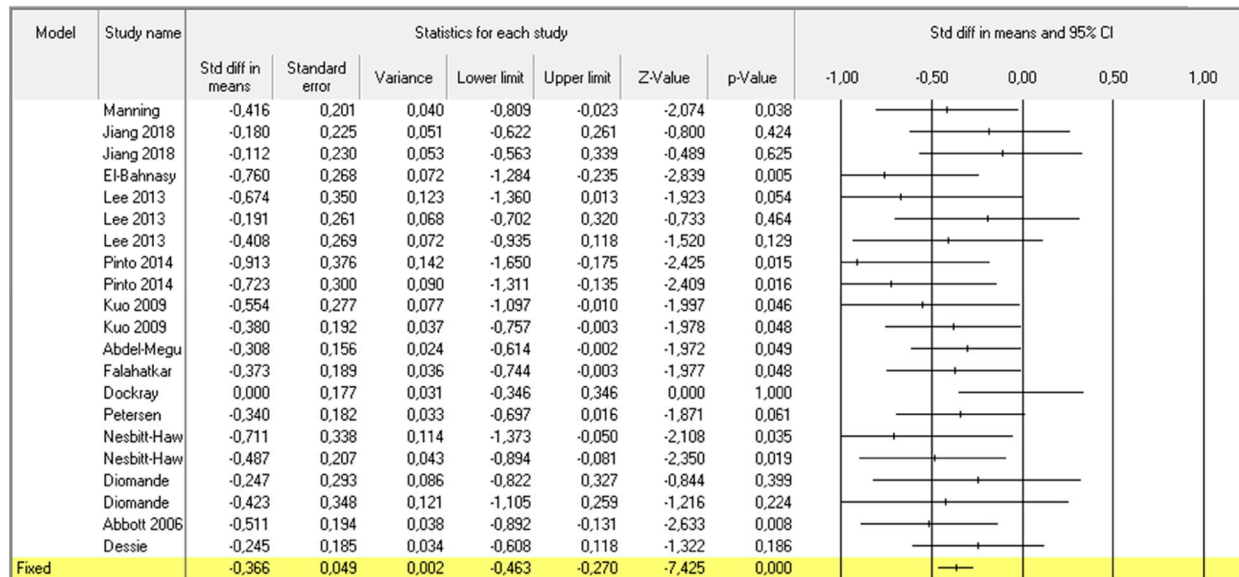 Model Study name Statistics for each study Std diff in means and 95% CI
Std diff in means Standard error Variance Lower limit Upper limit Z-Value p-Value -1,00 -0,50 0,00 0,50 1,00
Manning -0,416 0,201 0,040 -0,809 -0,023 -2,074 0,038
Jiang 2018 -0,180 0,225 0,051 -0,622 0,261 -0,800 0,424
Jiang 2018 -0,112 0,230 0,053 -0,563 0,339 -0,489 0,625
El-Bahnasy -0,760 0,268 0,072 -1,284 -0,235 -2,839 0,005
Lee 2013 -0,674 0,350 0,123 -1,360 0,013 -1,923 0,054
Lee 2013 -0,191 0,261 0,068 -0,702 0,320 -0,733 0,464
Lee 2013 -0,408 0,269 0,072 -0,935 0,118 -1,520 0,129
Pinto 2014 -0,913 0,376 0,142 -1,650 -0,175 -2,425 0,015
Pinto 2014 -0,723 0,300 0,090 -1,311 -0,135 -2,409 0,016
Kuo 2009 -0,554 0,277 0,077 -1,097 -0,010 -1,997 0,046
Kuo 2009 -0,380 0,192 0,037 -0,757 -0,003 -1,978 0,048
Abdel-Megu -0,308 0,156 0,024 -0,614 -0,002 -1,972 0,049
Falahatkar -0,373 0,189 0,036 -0,744 -0,003 -1,977 0,048
Dockray 0,000 0,177 0,031 -0,346 0,346 0,000 1,000
Petersen -0,340 0,182 0,033 -0,697 0,016 -1,871 0,061
Nesbitt-Haw -0,711 0,338 0,114 -1,373 -0,050 -2,108 0,035
Nesbitt-Haw -0,487 0,207 0,043 -0,894 -0,081 -2,350 0,019
Diomande -0,247 0,293 0,086 -0,822 0,327 -0,844 0,399
Diomande -0,423 0,348 0,121 -1,105 0,259 -1,216 0,224
Abbott 2006 -0,511 0,194 0,038 -0,892 -0,131 -2,633 0,008
Dessie -0,245 0,185 0,034 -0,608 0,118 -1,322 0,186
Fixed -0,366 0,049 0,002 -0,463 -0,270 -7,425 0,000